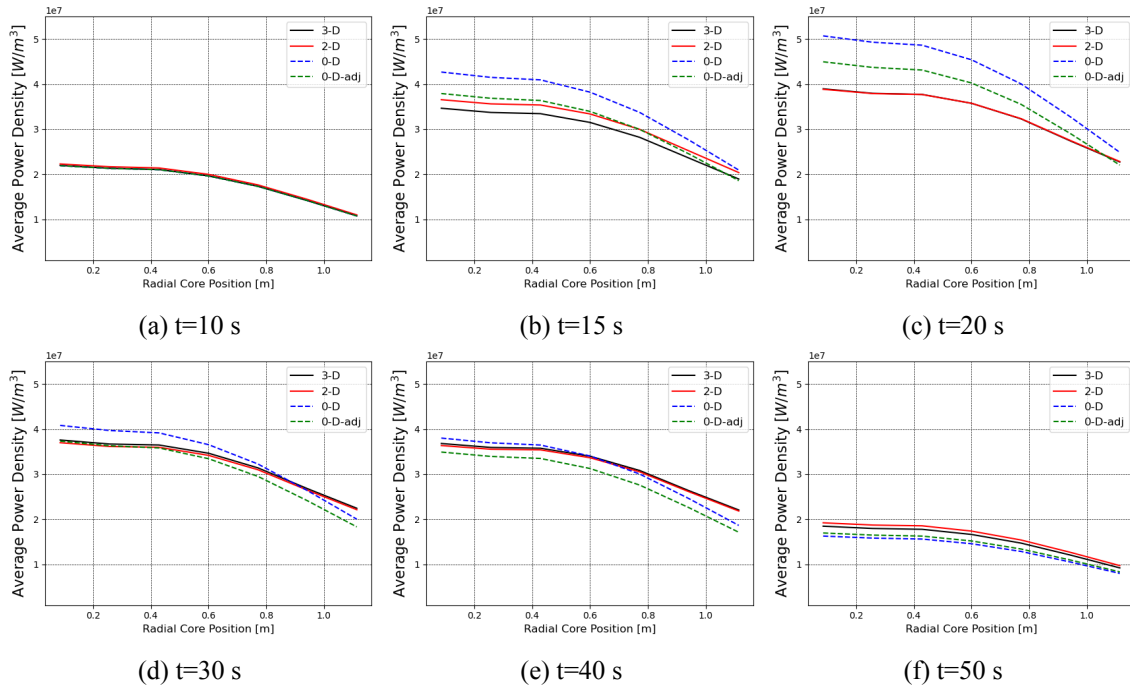 1e7
Average Power Density [W/m³]
5
4
3
2
1
3-D
2-D
0-D
0-D-adj
0.2 0.4 0.6 0.8 1.0
Radial Core Position [m]
(a) t=10 s
1e7
Average Power Density [W/m³]
5
4
3
2
1
3-D
2-D
0-D
0-D-adj
0.2 0.4 0.6 0.8 1.0
Radial Core Position [m]
(b) t=15 s
1e7
Average Power Density [W/m³]
5
4
3
2
1
3-D
2-D
0-D
0-D-adj
0.2 0.4 0.6 0.8 1.0
Radial Core Position [m]
(c) t=20 s
1e7
Average Power Density [W/m³]
5
4
3
2
1
3-D
2-D
0-D
0-D-adj
0.2 0.4 0.6 0.8 1.0
Radial Core Position [m]
(d) t=30 s
1e7
Average Power Density [W/m³]
5
4
3
2
1
3-D
2-D
0-D
0-D-adj
0.2 0.4 0.6 0.8 1.0
Radial Core Position [m]
(e) t=40 s
1e7
Average Power Density [W/m³]
5
4
3
2
1
3-D
2-D
0-D
0-D-adj
0.2 0.4 0.6 0.8 1.0
Radial Core Position [m]
(f) t=50 s